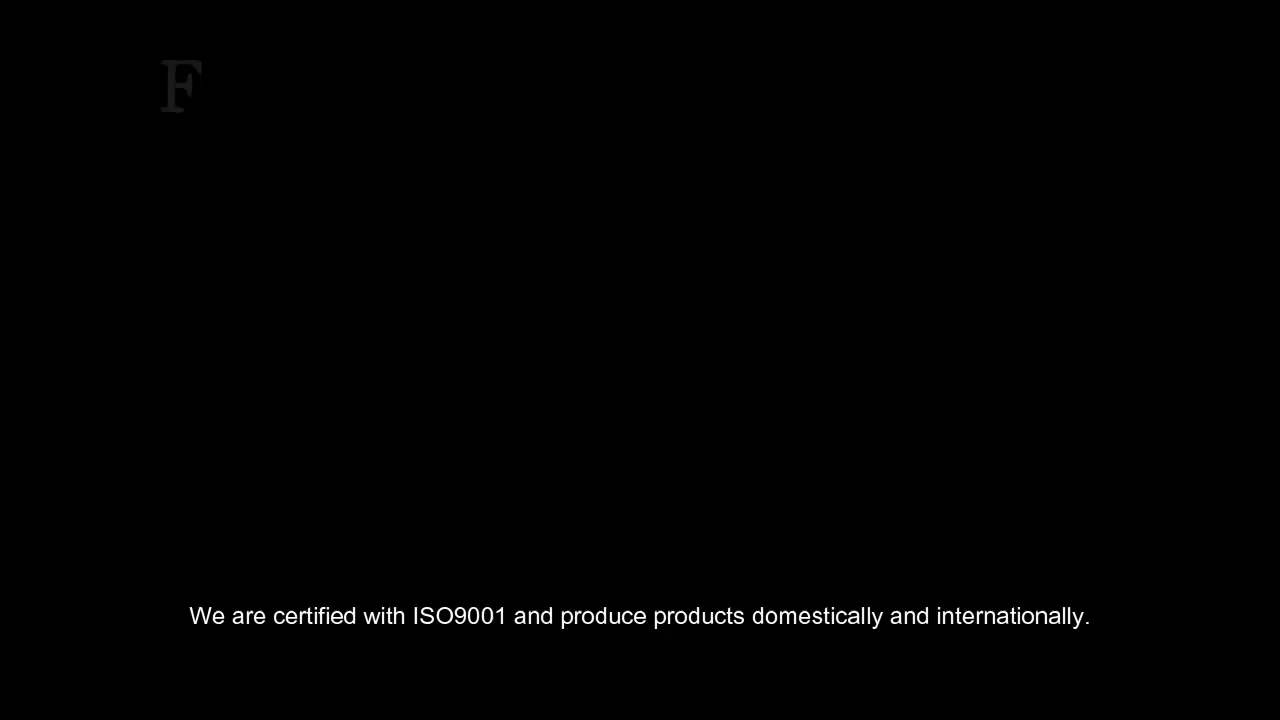 F
We are certified with ISO9001 and produce products domestically and internationally.